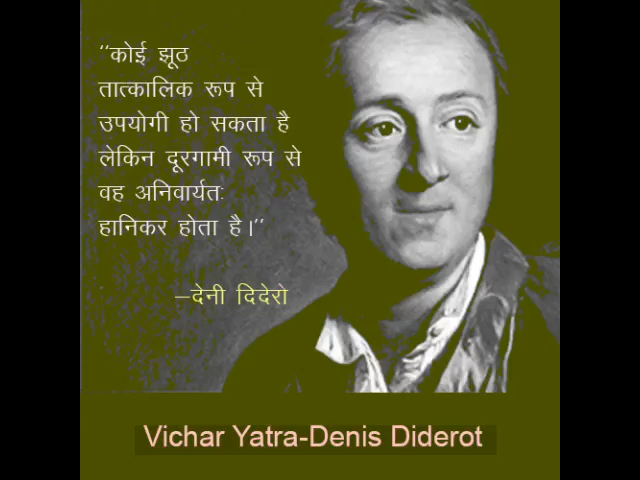 ‘‘कोई झूठ
तात्कालिक रूप से
उपयोगी हो सकता है
लेकिन दूरगामी रूप से
वह अनिवार्यतः
हानिकर होता है।’’
–देनी दिदेरो
Vichar Yatra-Denis Diderot